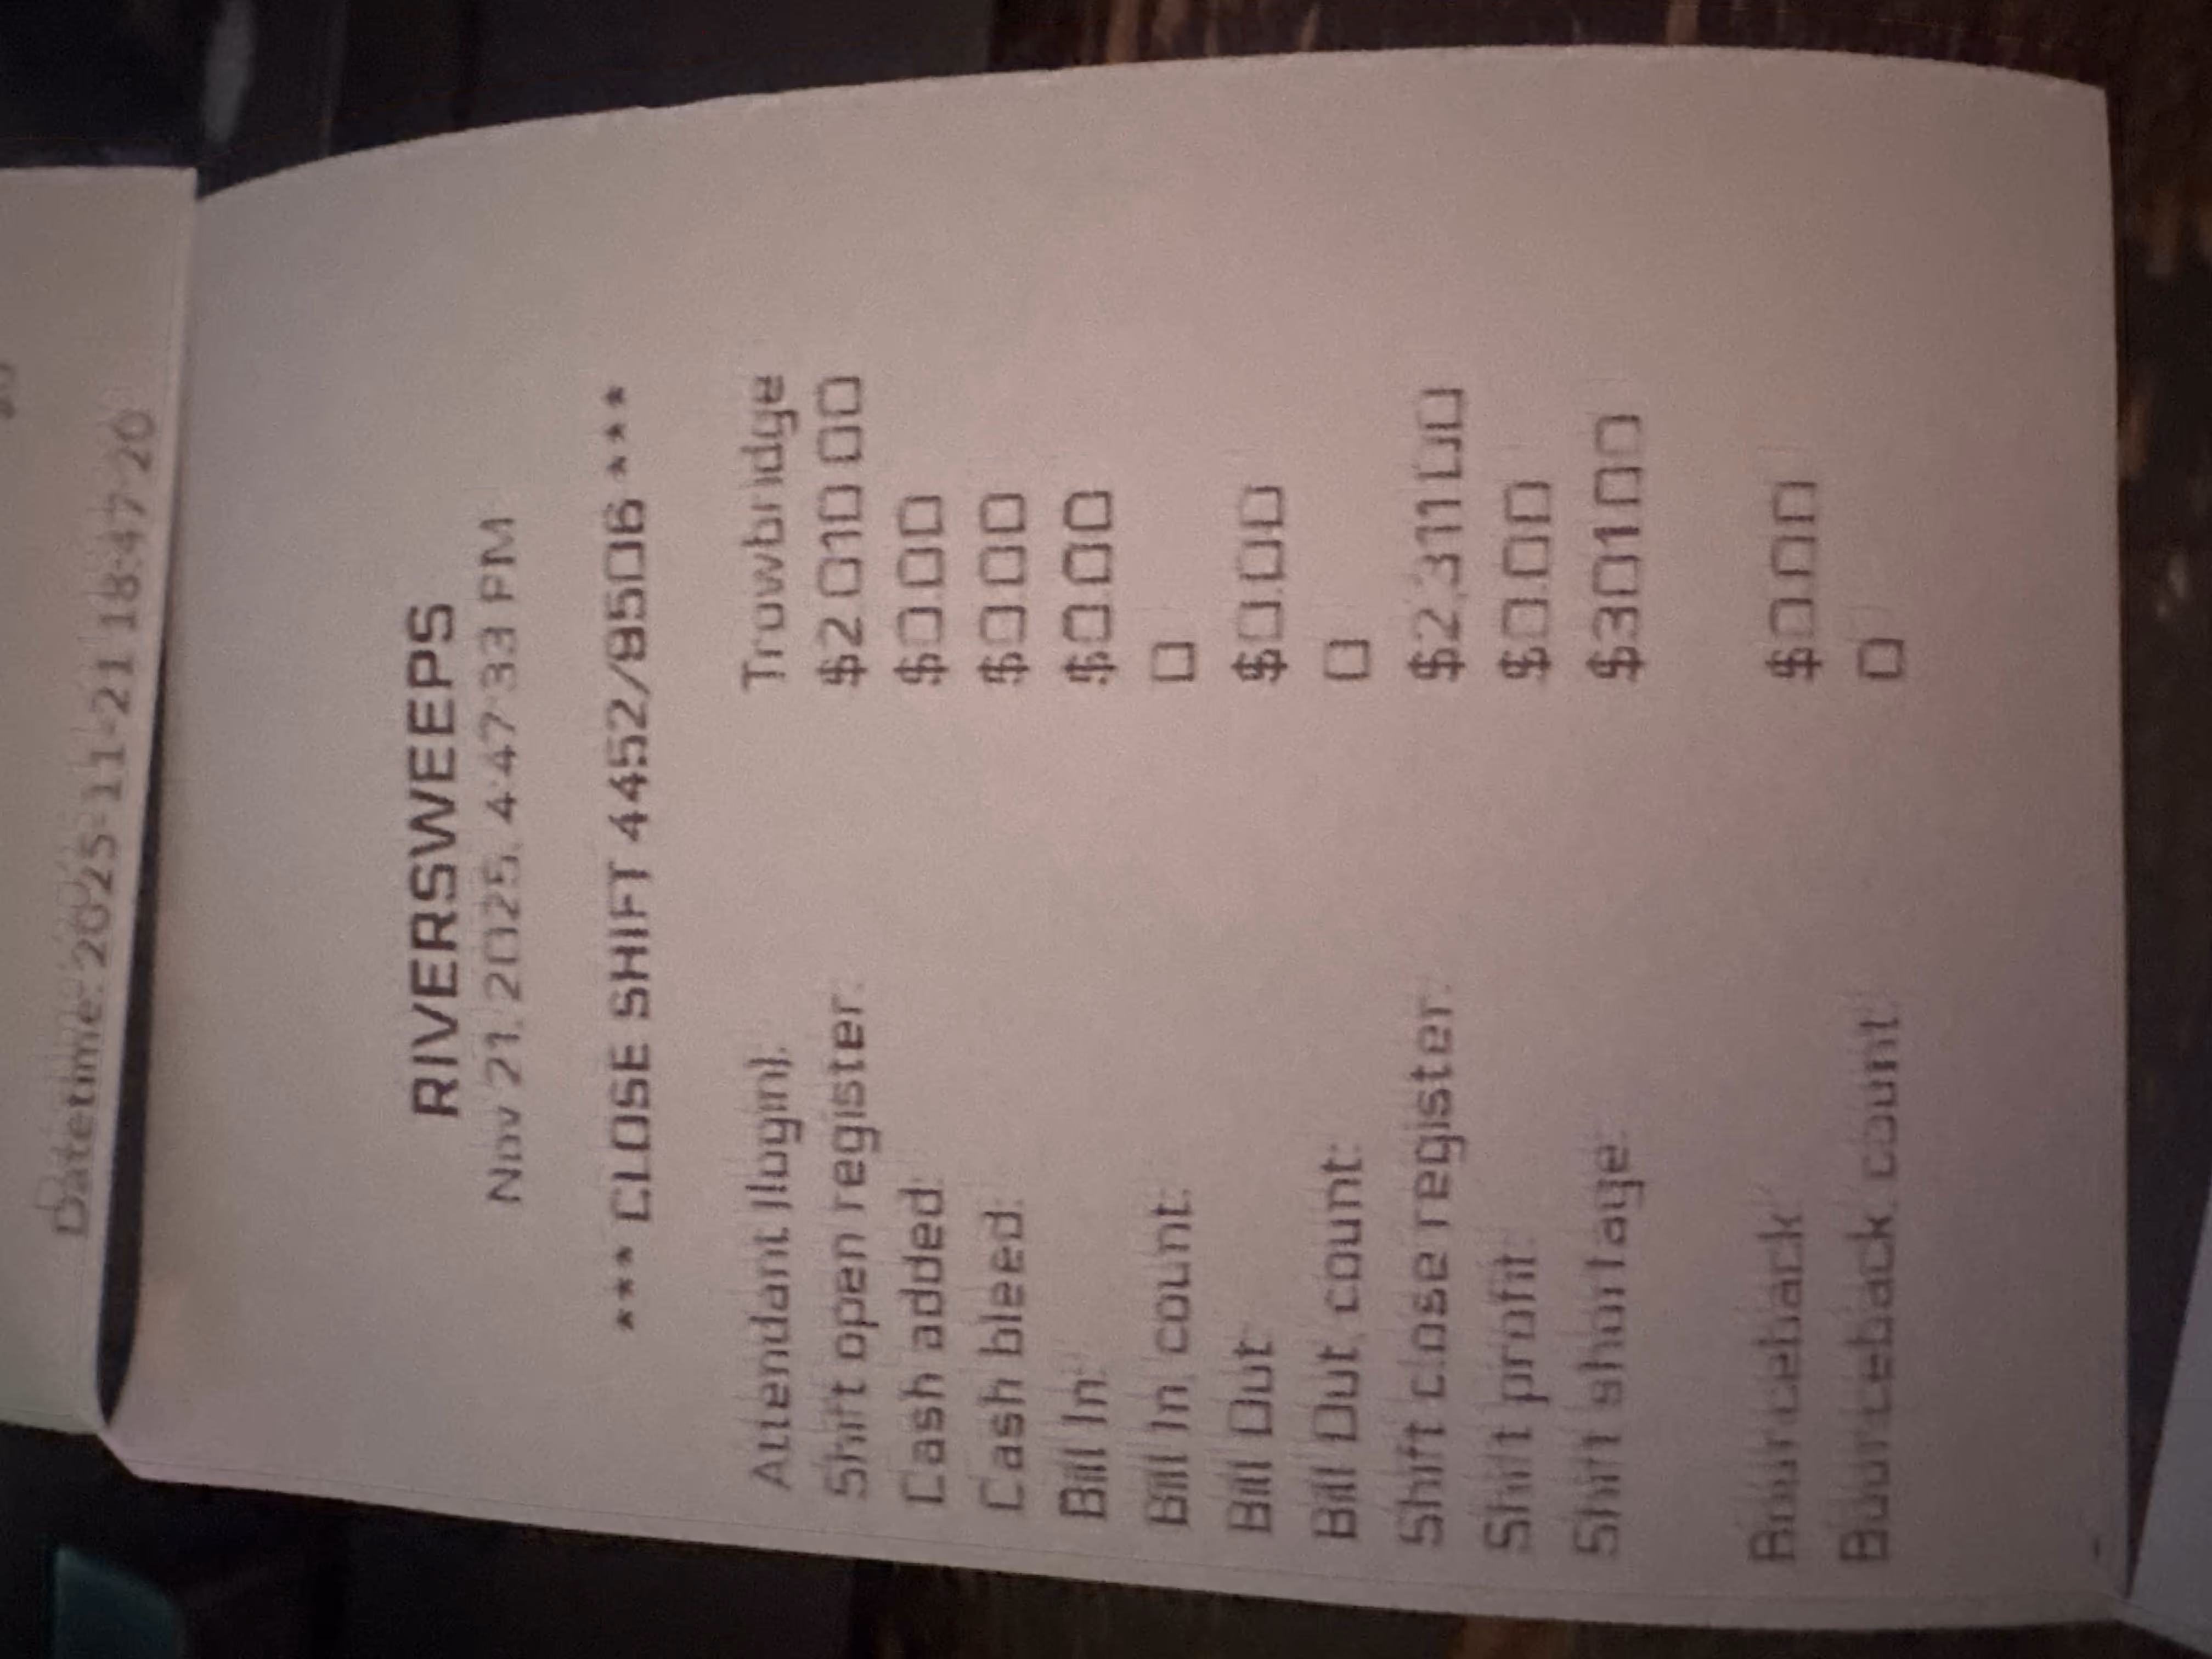 Datetime: 2025-11-21 18:47:20
RIVERSWEEPS
Nov 21, 2025, 4:47:33 PM
*** CLOSE SHIFT 4452/85506 ***
Attendant (login): Trowbridge
Shift open register: $2,010.00
Cash added: $0.00
Cash bleed: $0.00
Bill In: $0.00
Bill In, count: 0
Bill Out: $0.00
Bill Out, count: 0
Shift close register: $2,311.00
Shift profit: $0.00
Shift shortage: $301.00
Bounceback: $0.00
Bounceback, count: 0